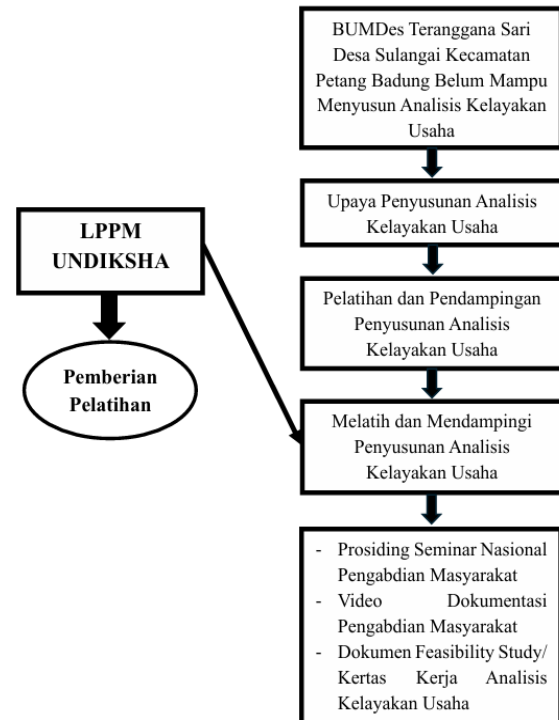 BUMDes Teranggana Sari
Desa Sulangai Kecamatan
Petang Badung Belum Mampu
Menyusun Analisis Kelayakan
Usaha
Upaya Penyusunan Analisis
Kelayakan Usaha
LPPM
UNDIKSHA
Pelatihan dan Pendampingan
Penyusunan Analisis
Kelayakan Usaha
Pemberian
Pelatihan
Melatih dan Mendampingi
Penyusunan Analisis
Kelayakan Usaha
- Prosiding Seminar Nasional
Pengabdian Masyarakat
- Video Dokumentasi
Pengabdian Masyarakat
- Dokumen Feasibility Study/
Kertas Kerja Analisis
Kelayakan Usaha